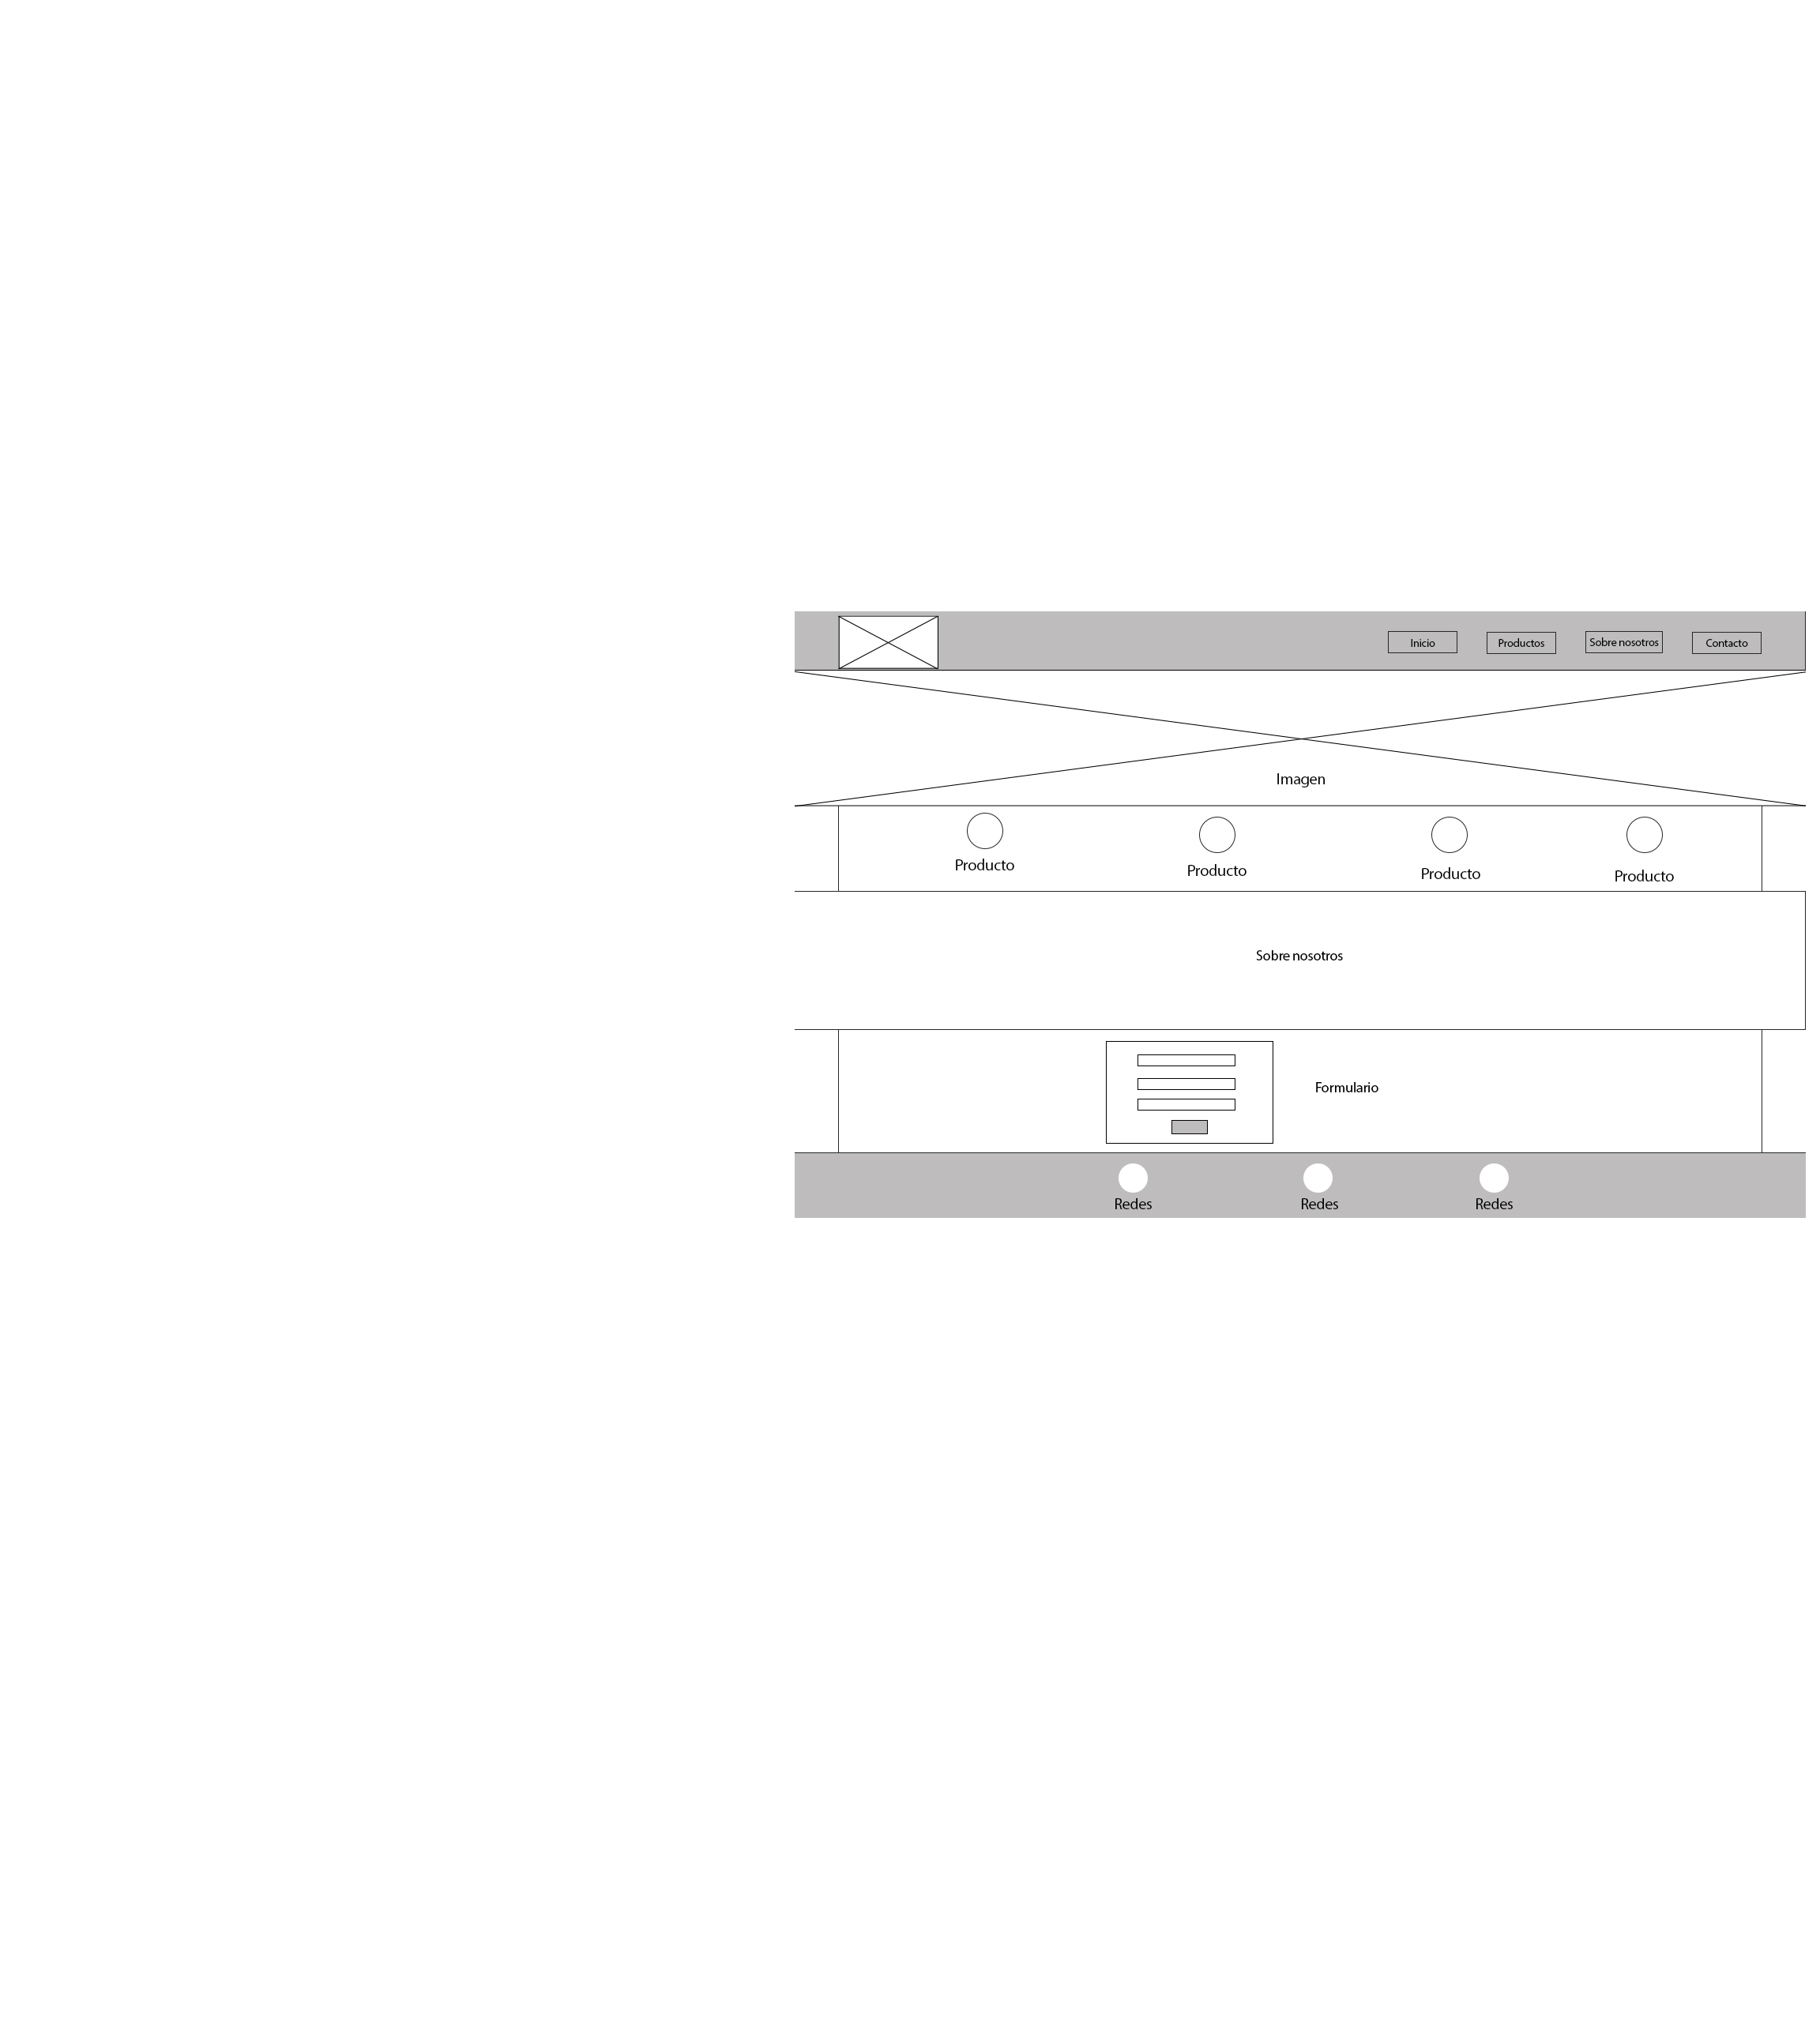 Inicio
Productos
Sobre nosotros
Contacto
Imagen
Producto
Producto
Producto
Producto
Sobre nosotros
Formulario
Redes
Redes
Redes